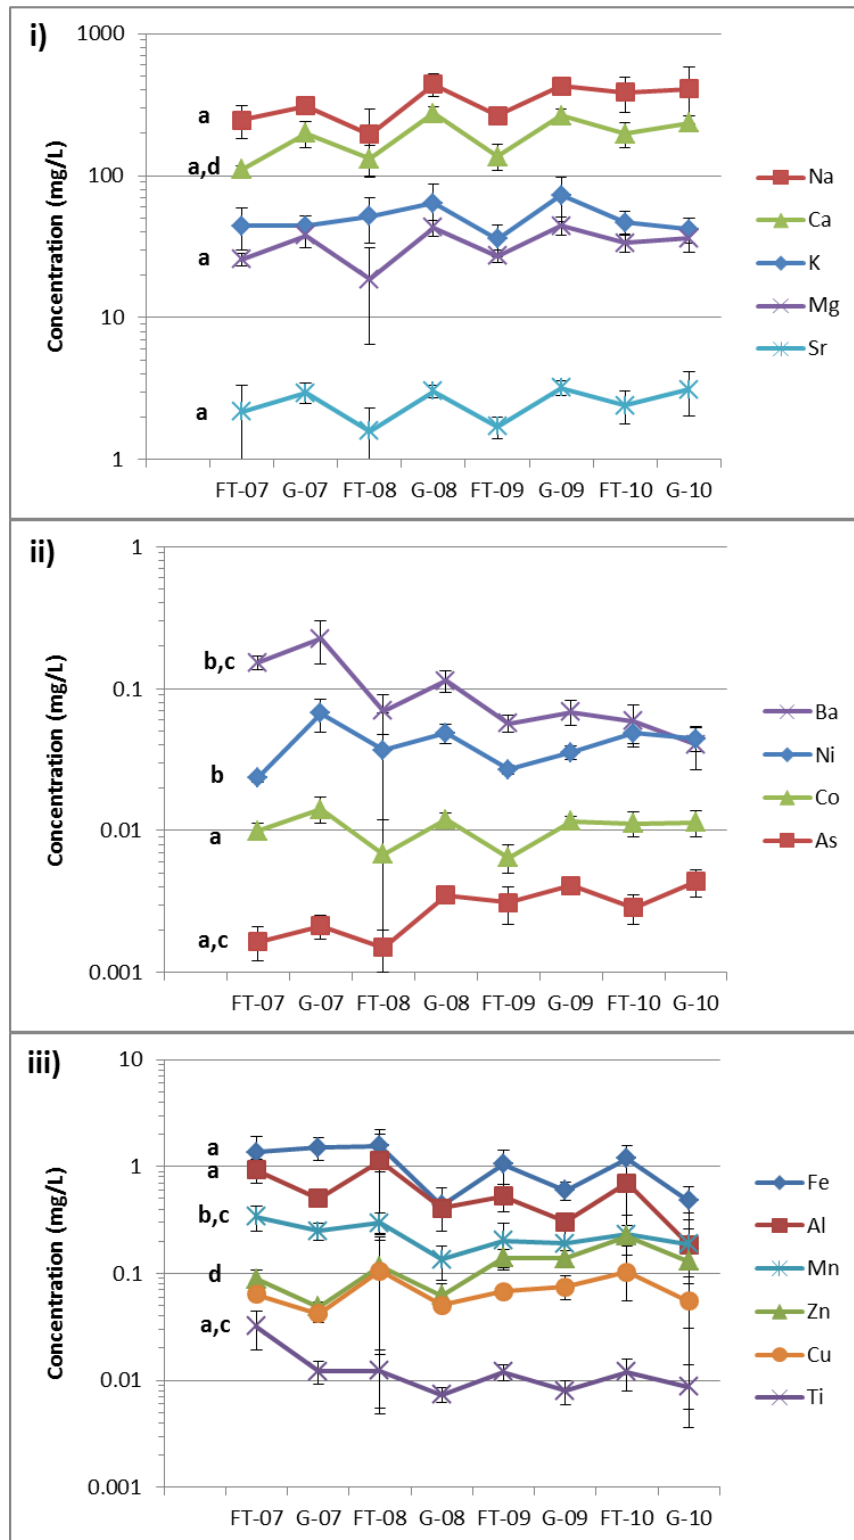 i)
Concentration (mg/L)
1000
100
10
1
a
a,d
a
a
FT-07 G-07 FT-08 G-08 FT-09 G-09 FT-10 G-10
Na
Ca
K
Mg
Sr
ii)
Concentration (mg/L)
1
0.1
0.01
0.001
b,c
b
a
a,c
FT-07 G-07 FT-08 G-08 FT-09 G-09 FT-10 G-10
Ba
Ni
Co
As
iii)
Concentration (mg/L)
10
1
0.1
0.01
0.001
a
a
b,c
d
a,c
FT-07 G-07 FT-08 G-08 FT-09 G-09 FT-10 G-10
Fe
Al
Mn
Zn
Cu
Ti